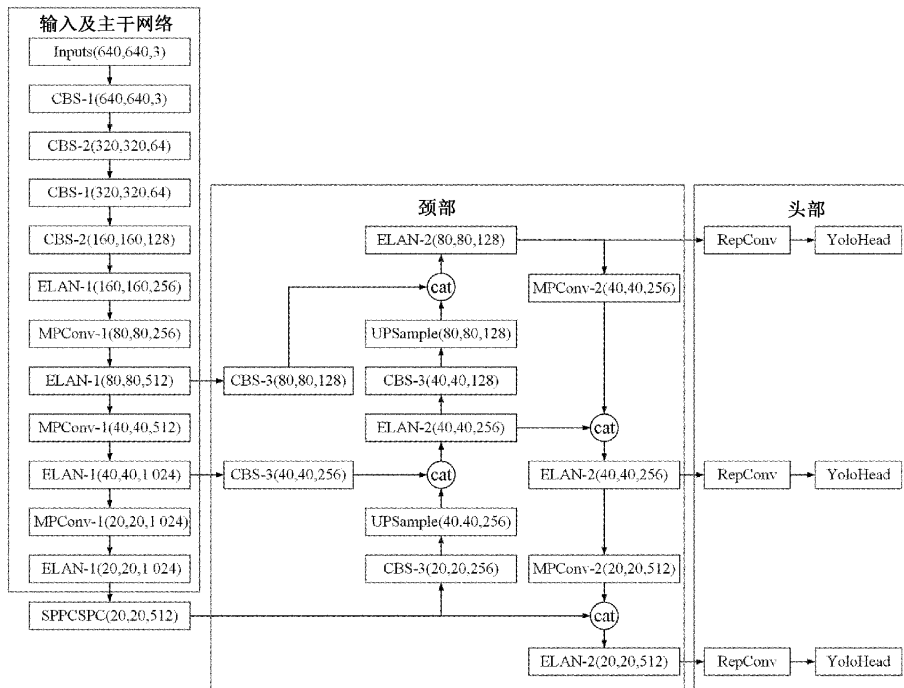 输入及主干网络
Inputs(640,640,3)
CBS-1(640,640,3)
CBS-2(320,320,64)
CBS-1(320,320.64)
CBS-2(160,160,128)
ELAN-1(160,160,256)
MPConv-1(80,80,256)
ELAN-1(80,80,512)
MPConv-1(40,40,512)
ELAN-1(40,40,1 024)
MPConv-1(20,20,1 024)
ELAN-1(20,20,1 024)
SPPCSPC(20,20,512)
颈部
CBS-3(80,80,128)
CBS-3(40,40,256)
ELAN-2(80,80,128)
cat
UPSample(80,80,128)
CBS-3(40,40,128)
ELAN-2(40,40,256)
cat
UPSample(40,40,256)
CBS-3(20,20,256)
MPConv-2(40,40,256)
cat
ELAN-2(40,40,256)
MPConv-2(20,20,512)
cat
ELAN-2(20,20,512)
头部
RepConv
YoloHead
RepConv
YoloHead
RepConv
YoloHead